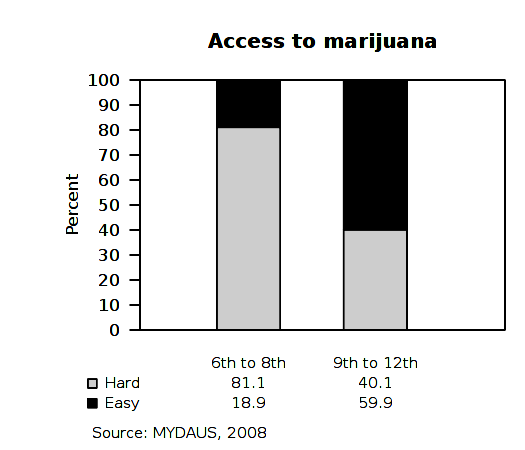 Access to marijuana
Percent
100
90
80
70
60
50
40
30
20
10
0
6th to 8th 9th to 12th
Hard 81.1 40.1
Easy 18.9 59.9
Source: MYDAUS, 2008